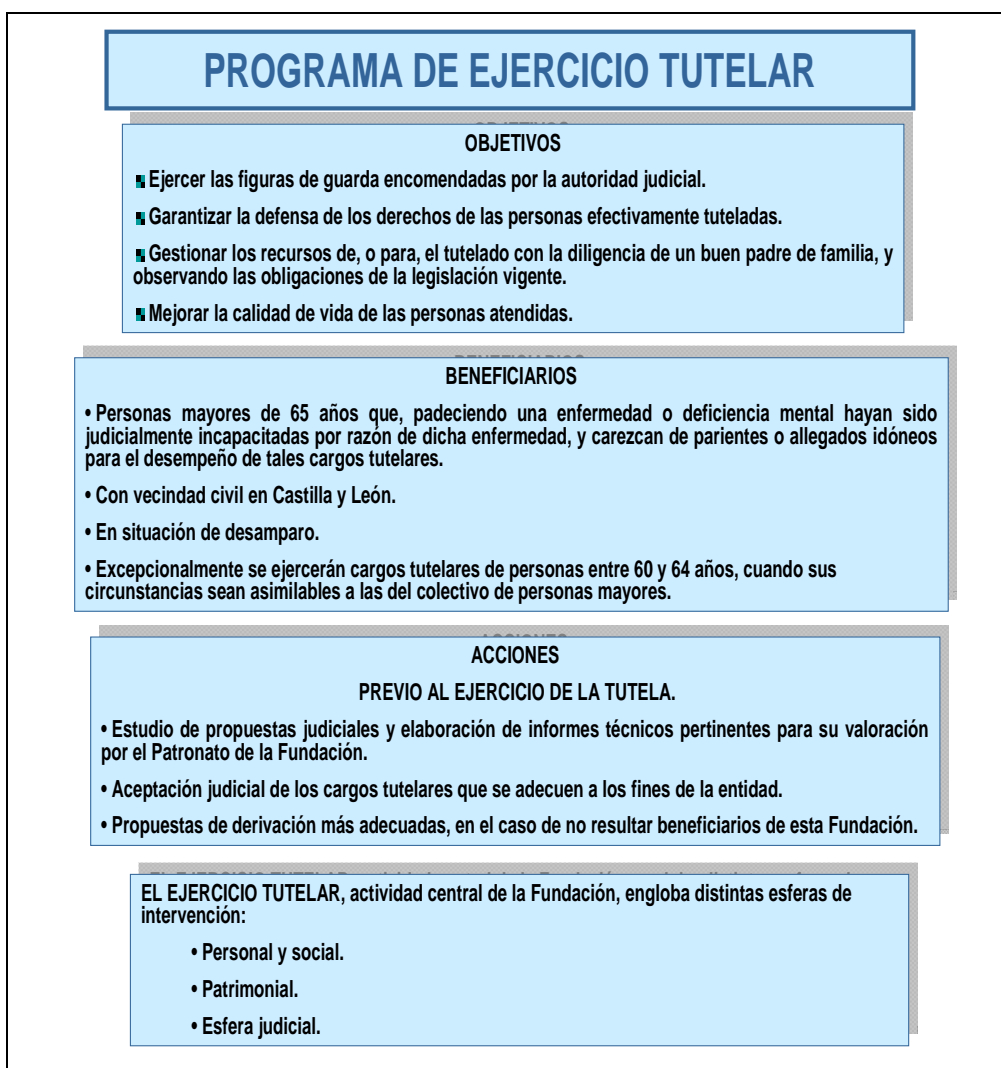 PROGRAMA DE EJERCICIO TUTELAR
OBJETIVOS
Ejercer las figuras de guarda encomendadas por la autoridad judicial.
Garantizar la defensa de los derechos de las personas efectivamente tuteladas.
Gestionar los recursos de, o para, el tutelado con la diligencia de un buen padre de familia, y
observando las obligaciones de la legislación vigente.
Mejorar la calidad de vida de las personas atendidas.
BENEFICIARIOS
• Personas mayores de 65 años que, padeciendo una enfermedad o deficiencia mental hayan sido
judicialmente incapacitadas por razón de dicha enfermedad, y carezcan de parientes o allegados idóneos
para el desempeño de tales cargos tutelares.
• Con vecindad civil en Castilla y León.
• En situación de desamparo.
• Excepcionalmente se ejercerán cargos tutelares de personas entre 60 y 64 años, cuando sus
circunstancias sean asimilables a las del colectivo de personas mayores.
ACCIONES
PREVIO AL EJERCICIO DE LA TUTELA.
• Estudio de propuestas judiciales y elaboración de informes técnicos pertinentes para su valoración
por el Patronato de la Fundación.
• Aceptación judicial de los cargos tutelares que se adecuen a los fines de la entidad.
• Propuestas de derivación más adecuadas, en el caso de no resultar beneficiarios de esta Fundación.
EL EJERCICIO TUTELAR, actividad central de la Fundación, engloba distintas esferas de
intervención:
• Personal y social.
• Patrimonial.
• Esfera judicial.